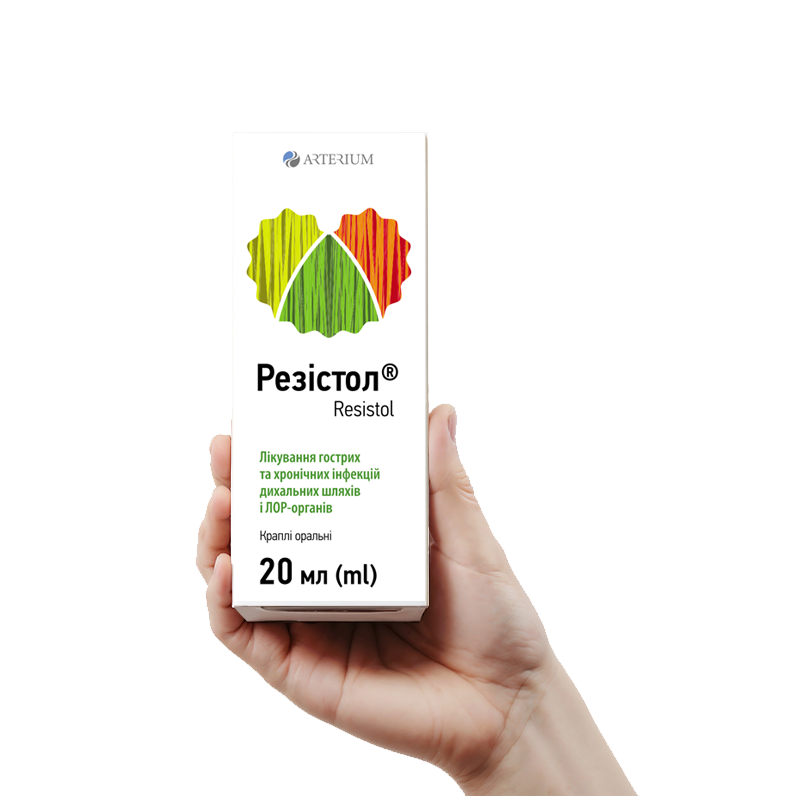 ARTERIUM
Резістол®
Resistol
Лікування гострих
та хронічних інфекцій
дихальних шляхів
і ЛОР-органів
Краплі оральні
20 мл (ml)